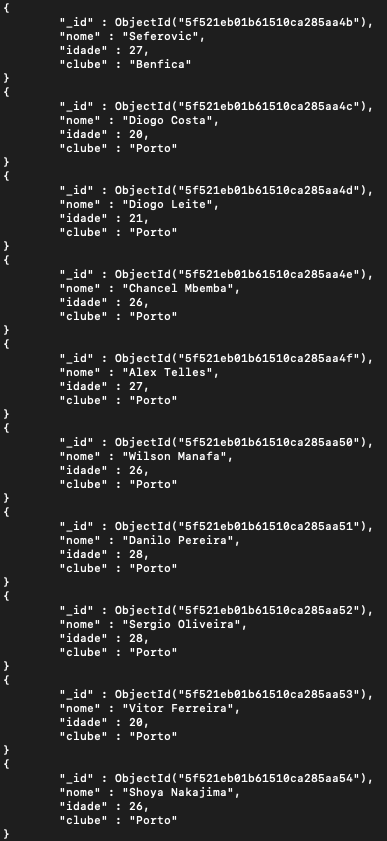 {
"_id" : ObjectId("5f521eb01b61510ca285aa4b"),
"nome" : "Seferovic",
"idade" : 27,
"clube" : "Benfica"
}
{
"_id" : ObjectId("5f521eb01b61510ca285aa4c"),
"nome" : "Diogo Costa",
"idade" : 20,
"clube" : "Porto"
}
{
"_id" : ObjectId("5f521eb01b61510ca285aa4d"),
"nome" : "Diogo Leite",
"idade" : 21,
"clube" : "Porto"
}
{
"_id" : ObjectId("5f521eb01b61510ca285aa4e"),
"nome" : "Chancel Mbemba",
"idade" : 26,
"clube" : "Porto"
}
{
"_id" : ObjectId("5f521eb01b61510ca285aa4f"),
"nome" : "Alex Telles",
"idade" : 27,
"clube" : "Porto"
}
{
"_id" : ObjectId("5f521eb01b61510ca285aa50"),
"nome" : "Wilson Manafa",
"idade" : 26,
"clube" : "Porto"
}
{
"_id" : ObjectId("5f521eb01b61510ca285aa51"),
"nome" : "Danilo Pereira",
"idade" : 28,
"clube" : "Porto"
}
{
"_id" : ObjectId("5f521eb01b61510ca285aa52"),
"nome" : "Sergio Oliveira",
"idade" : 28,
"clube" : "Porto"
}
{
"_id" : ObjectId("5f521eb01b61510ca285aa53"),
"nome" : "Vitor Ferreira",
"idade" : 20,
"clube" : "Porto"
}
{
"_id" : ObjectId("5f521eb01b61510ca285aa54"),
"nome" : "Shoya Nakajima",
"idade" : 26,
"clube" : "Porto"
}